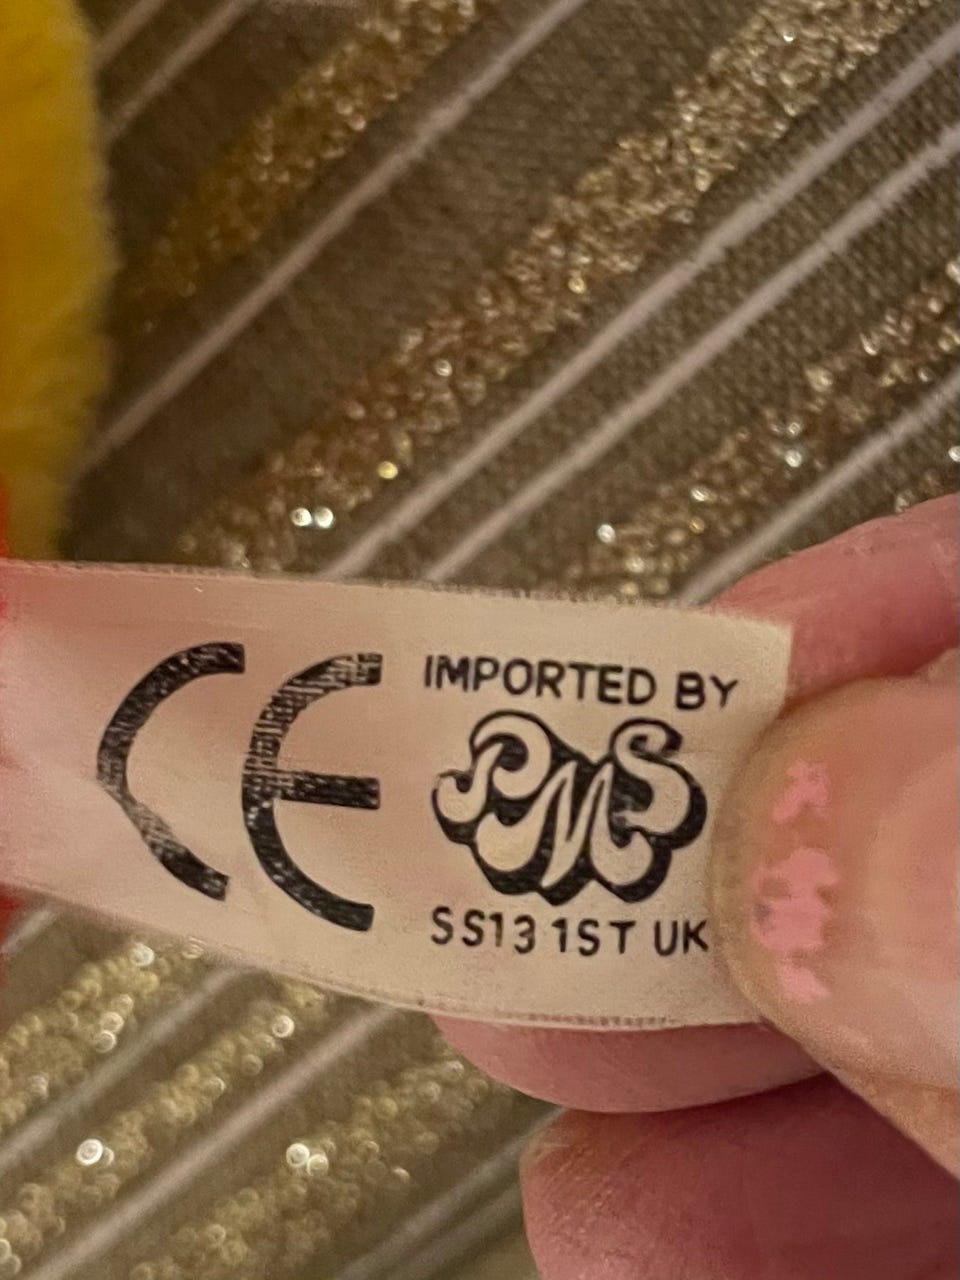 CE
IMPORTED BY
PMS
SS13 1ST UK